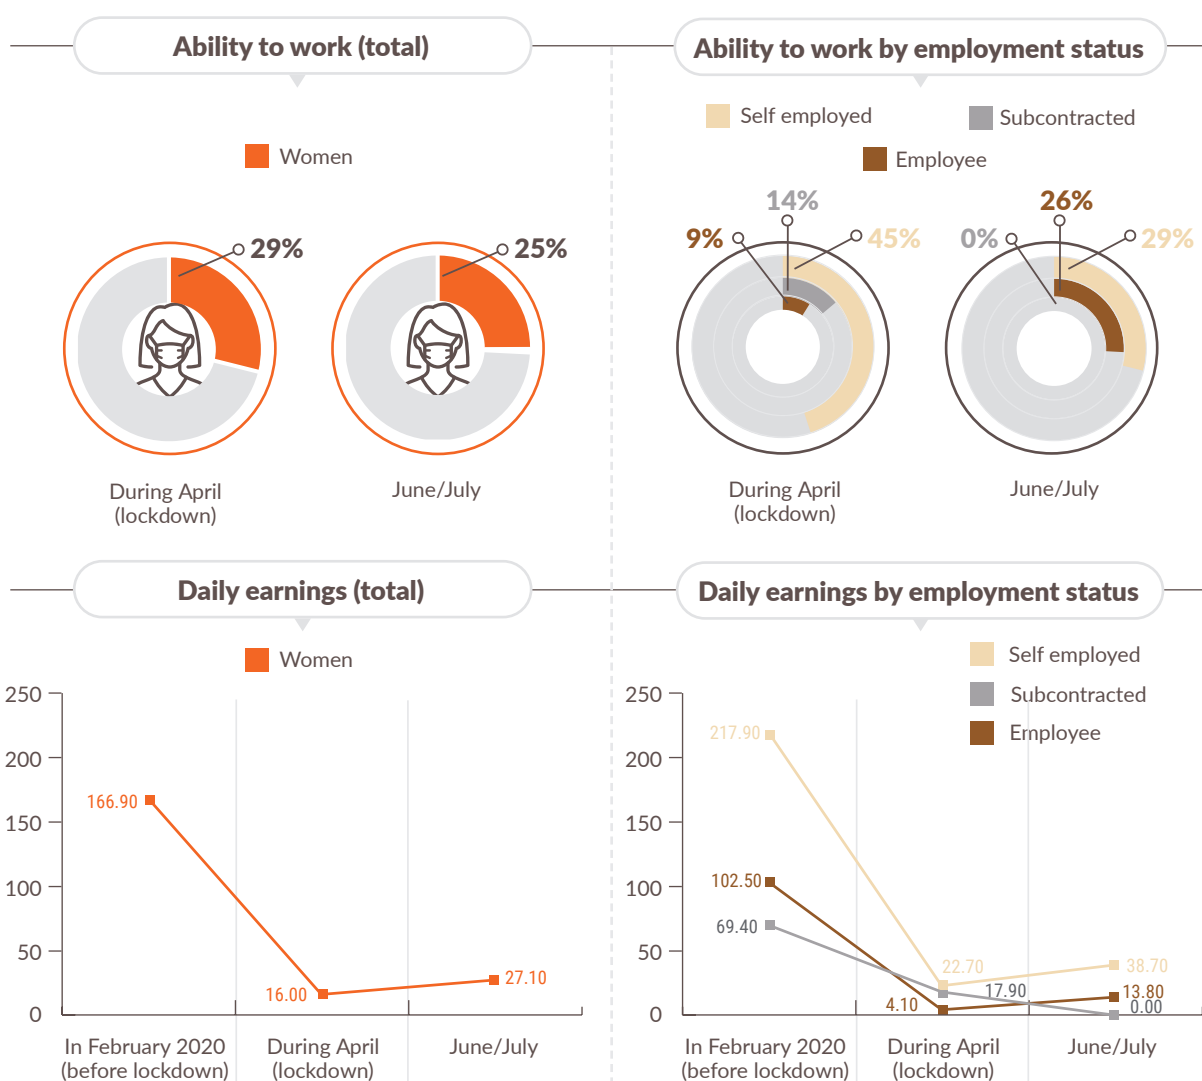 Ability to work (total)
Women
29%
25%
During April
(lockdown)
June/July
Ability to work by employment status
Self employed
Subcontracted
Employee
14%
9%
45%
26%
0%
29%
During April
(lockdown)
June/July
Daily earnings (total)
Women
250
200
150
100
50
0
166.90
16.00
27.10
In February 2020
(before lockdown)
During April
(lockdown)
June/July
Daily earnings by employment status
Self employed
Subcontracted
Employee
250
200
150
100
50
0
217.90
102.50
69.40
22.70
17.90
4.10
38.70
13.80
0.00
In February 2020
(before lockdown)
During April
(lockdown)
June/July